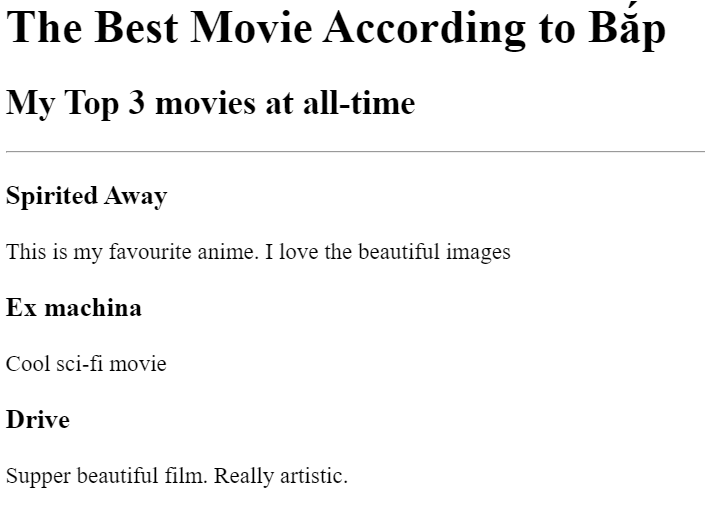 The Best Movie According to Bắp
My Top 3 movies at all-time
Spirited Away
This is my favourite anime. I love the beautiful images
Ex machina
Cool sci-fi movie
Drive
Supper beautiful film. Really artistic.